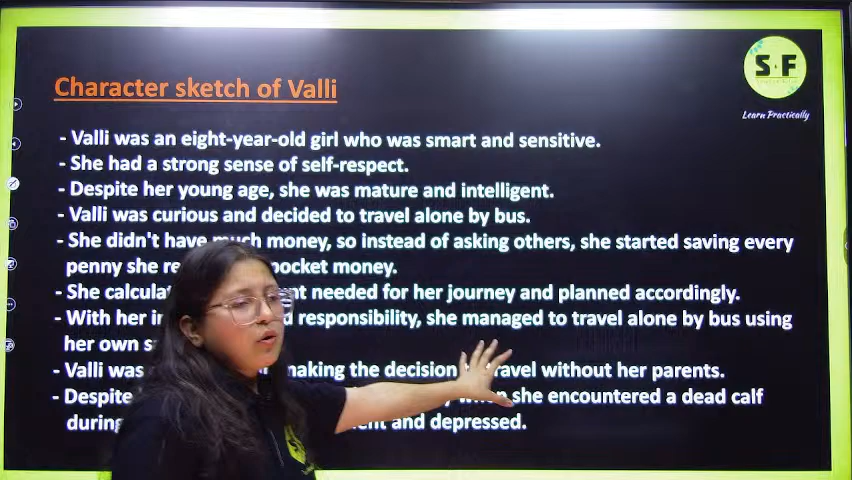 Character sketch of Valli
S F
Learn Practically
- Valli was an eight-year-old girl who was smart and sensitive.
- She had a strong sense of self-respect.
- Despite her young age, she was mature and intelligent.
- Valli was curious and decided to travel alone by bus.
- She didn't have much money, so instead of asking others, she started saving every
penny she pocket money.
- She needed for her journey and planned accordingly.
- With her responsibility, she managed to travel alone by bus using
her own
- Valli was making the decision travel without her parents.
- Despite she encountered a dead calf
during and depressed.